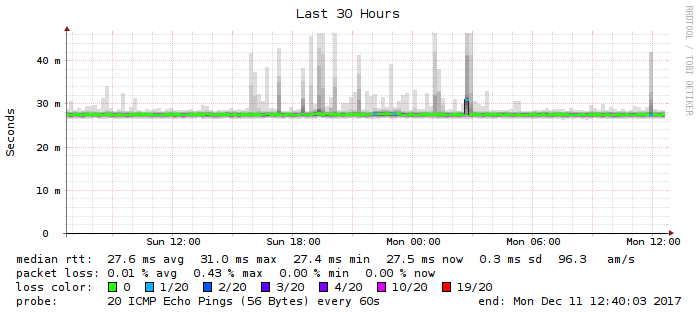 Last 30 Hours
RRDTOOL / TOBI OETIKER
Seconds
40 m
30 m
20 m
10 m
0
Sun 12:00 Sun 18:00 Mon 00:00 Mon 06:00 Mon 12:00
median rtt: 27.6 ms avg 31.0 ms max 27.4 ms min 27.5 ms now 0.3 ms sd 96.3 am/s
packet loss: 0.01 % avg 0.43 % max 0.00 % min 0.00 % now
loss color: 0 1/20 2/20 3/20 4/20 10/20 19/20
probe: 20 ICMP Echo Pings (56 Bytes) every 60s end: Mon Dec 11 12:40:03 2017